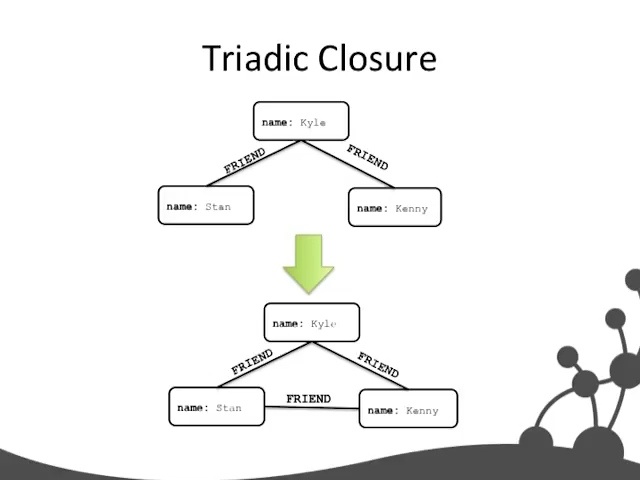 Triadic Closure
name: Kyle
FRIEND
FRIEND
name: Stan
name: Kenny
name: Kyle
FRIEND
FRIEND
FRIEND
name: Stan
name: Kenny